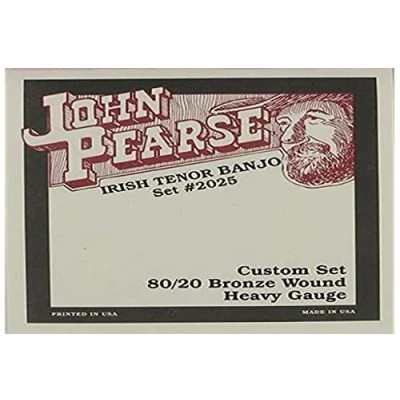 JOHN
PEARSE
IRISH TENOR BANJO
Set #2025
Custom Set
80/20 Bronze Wound
Heavy Gauge
PRINTED IN USA
MADE IN USA